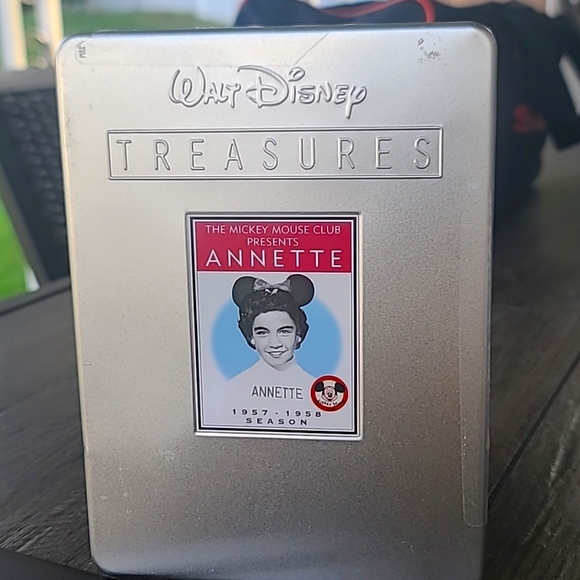 WALT DISNEY
TREASURES
THE MICKEY MOUSE CLUB
PRESENTS
ANNETTE
ANNETTE
1957 - 1958
SEASON